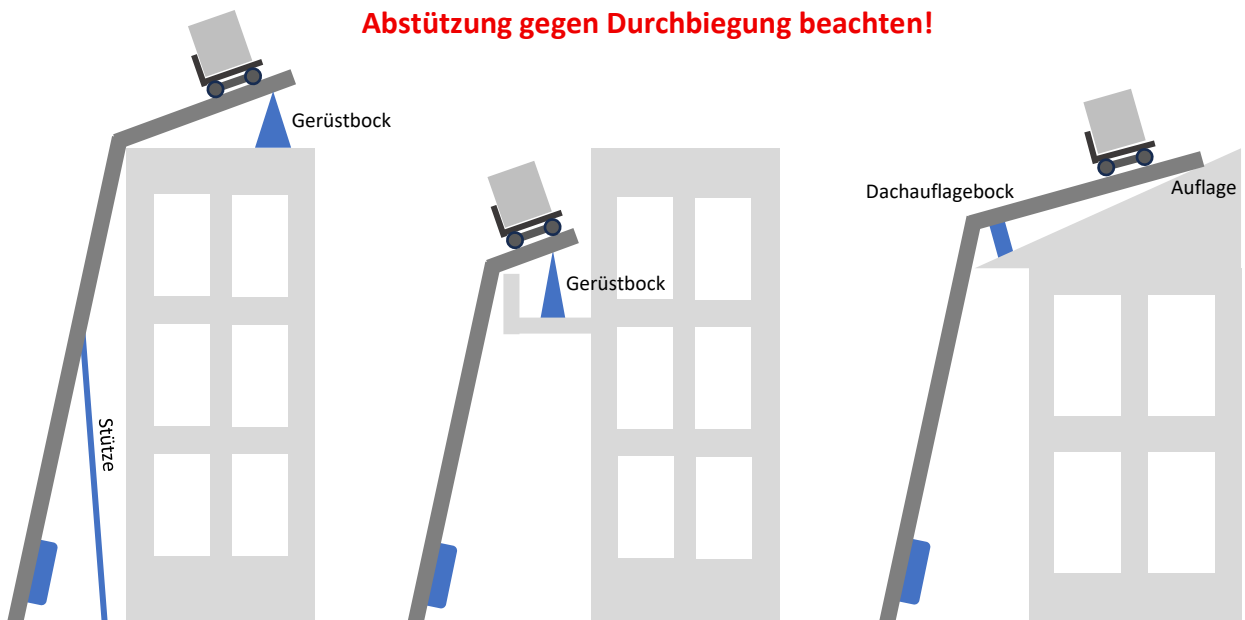 Abstützung gegen Durchbiegung beachten!
Gerüstbock
Stütze
Gerüstbock
Dachauflagebock
Auflage